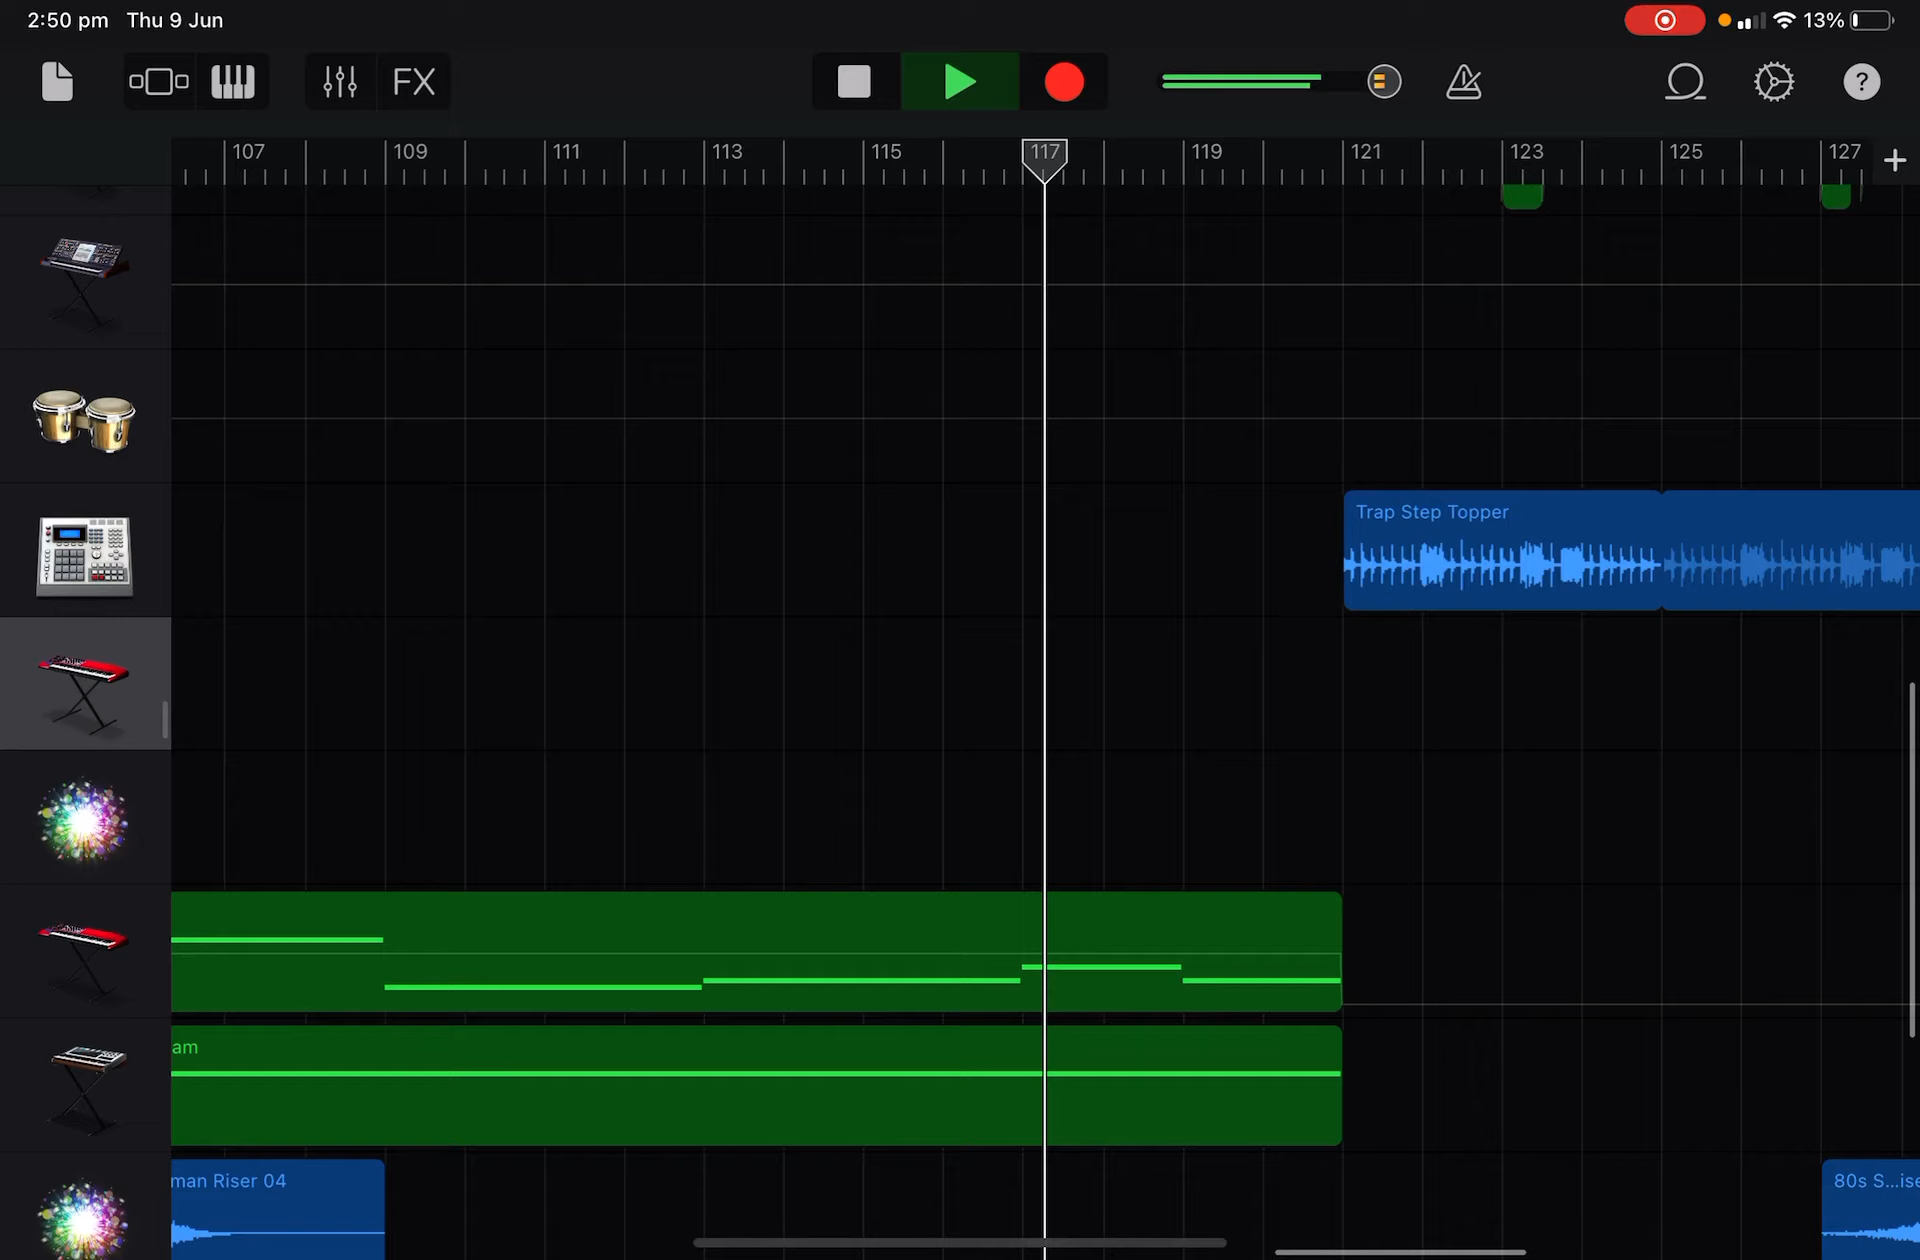 2:50 pm Thu 9 Jun
13%
FX
?
107 109 111 113 115 117 119 121 123 125 127 +
Trap Step Topper
am
man Riser 04
80s S...ise